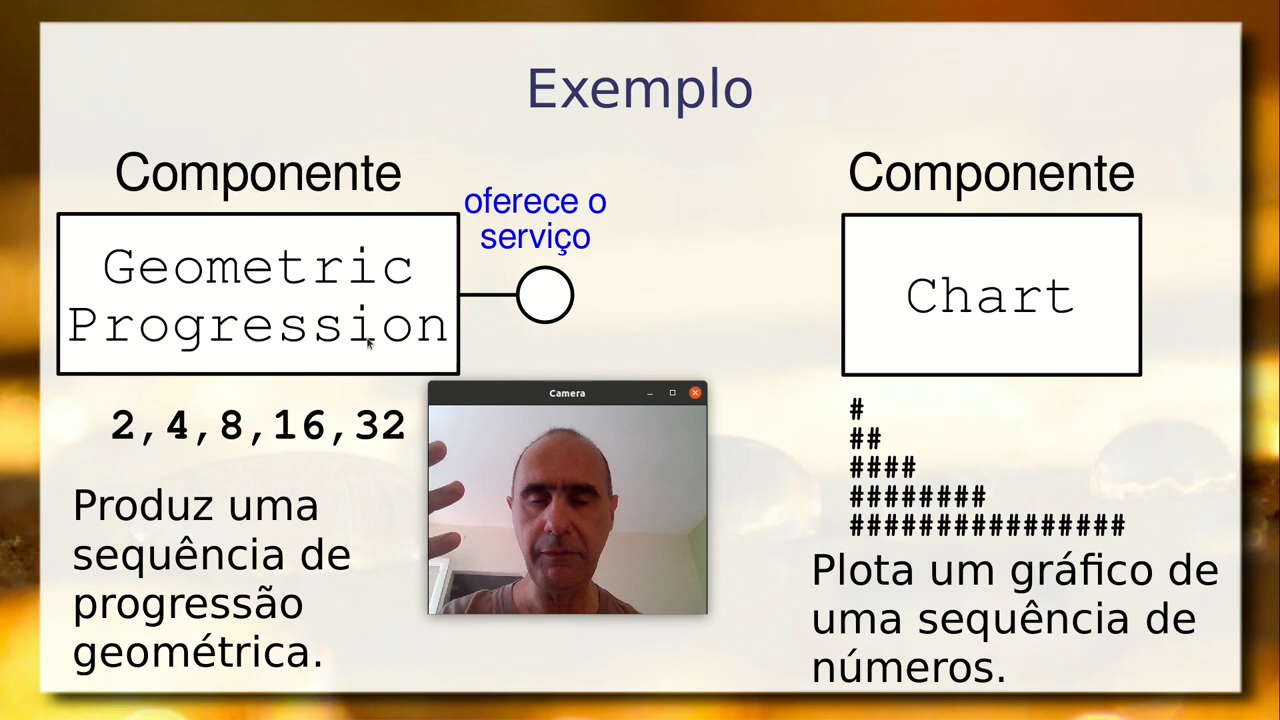 Exemplo
Componente
oferece o
serviço
Geometric
Progression
2,4,8,16,32
Produz uma
sequência de
progressão
geométrica.
Camera
Componente
Chart
#
##
####
########
################
Plota um gráfico de
uma sequência de
números.